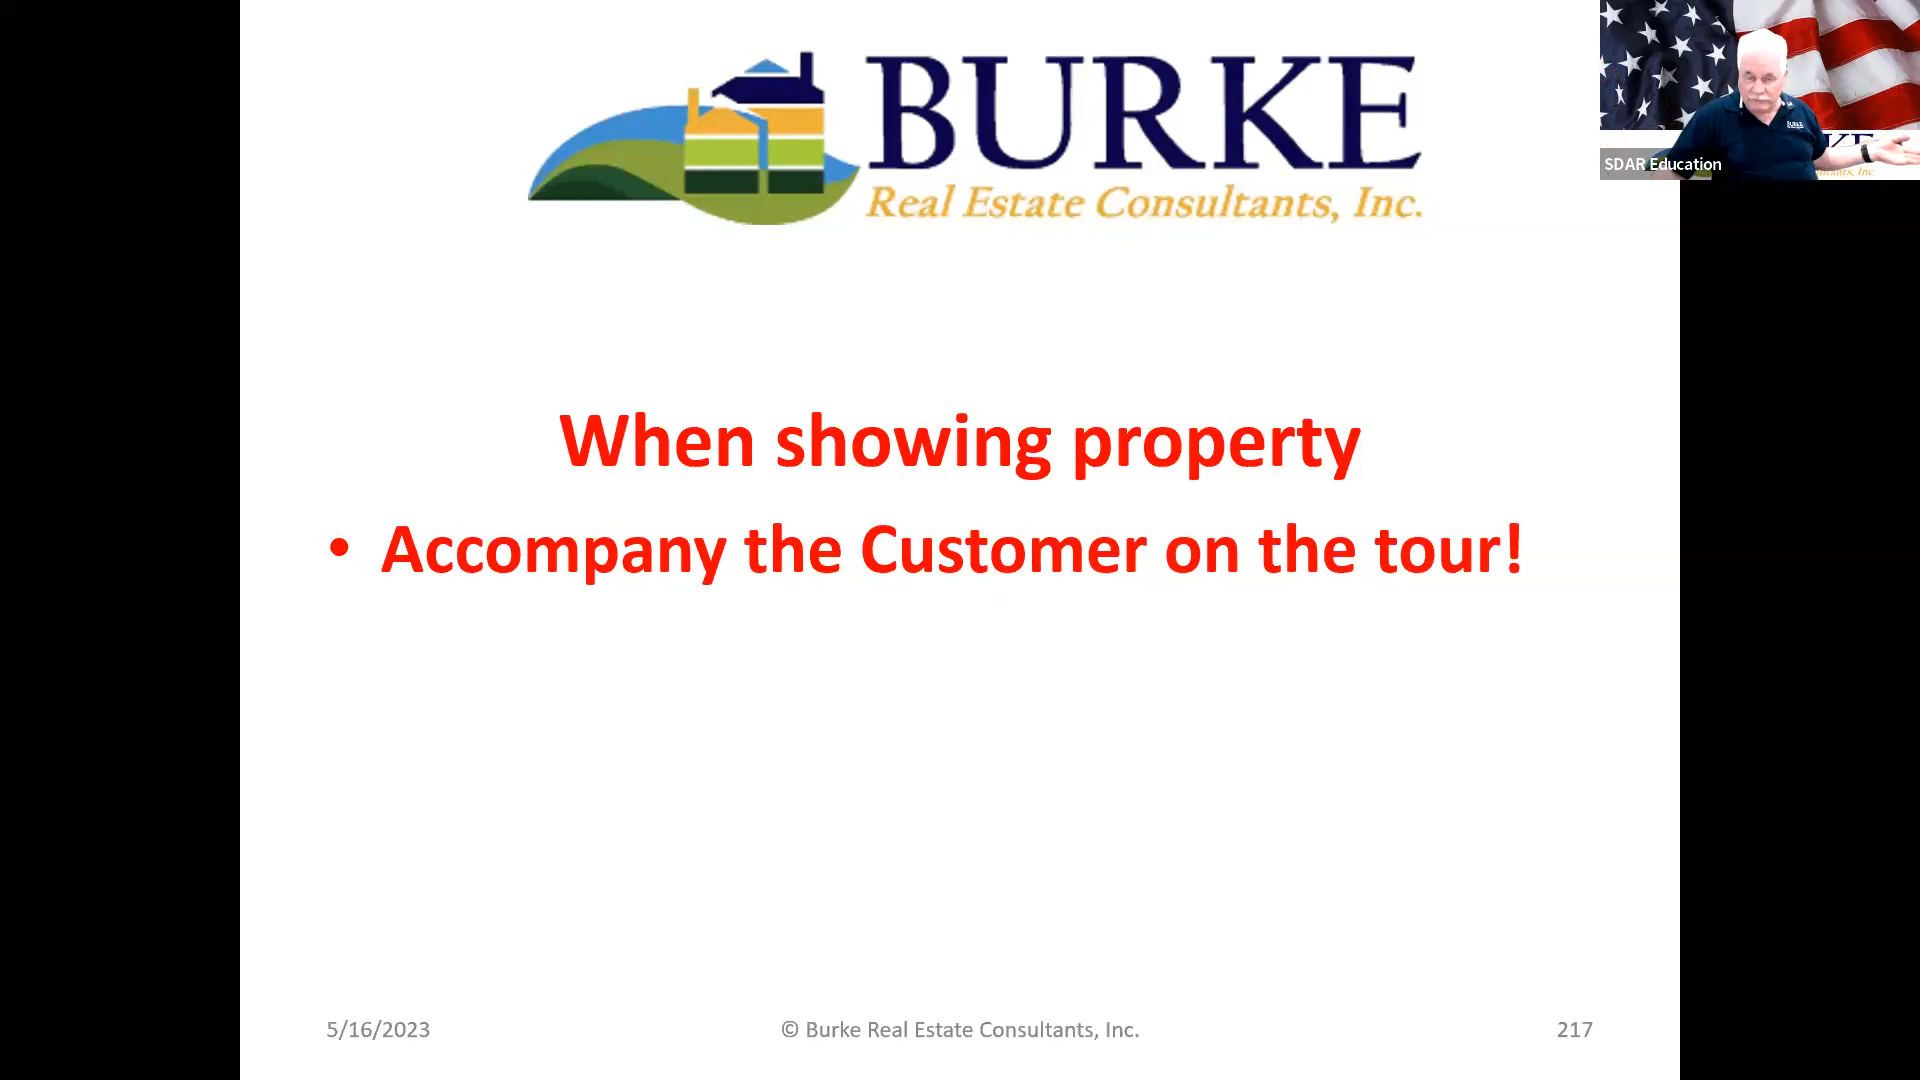 BURKE
Real Estate Consultants, Inc.
SDAR Education
When showing property
• Accompany the Customer on the tour!
5/16/2023
© Burke Real Estate Consultants, Inc.
217